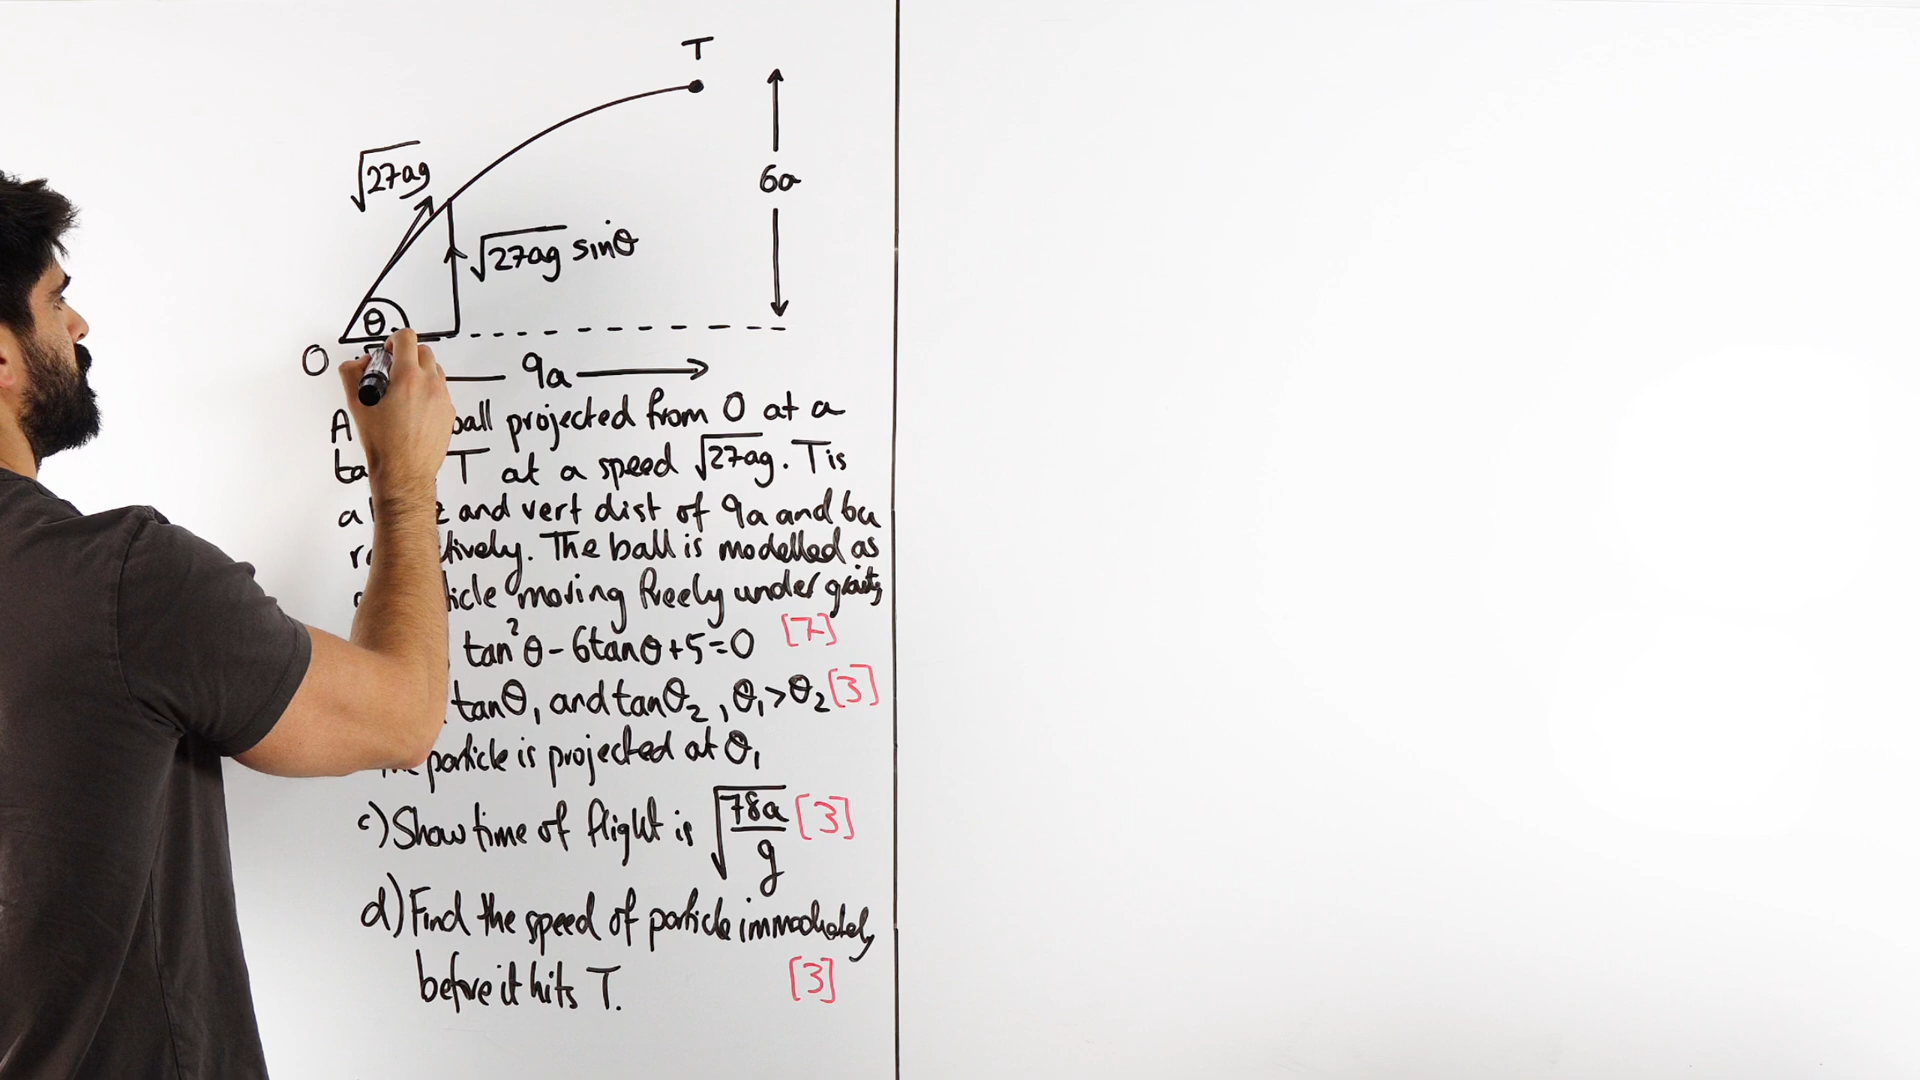 T
√27ag
6a
√27ag sinθ
θ
O
9a
A ball projected from O at a
T at a speed √27ag. T is
a and vert dist of 9a and 6a
The ball is modelled as
moving freely under gravity
tan²θ - 6tanθ + 5 = 0 [7]
tanθ₁ and tanθ₂, θ₁ > θ₂ [3]
particle is projected at θ₁
c) Show time of flight is √78a/g [3]
d) Find the speed of particle immediately
before it hits T. [3]